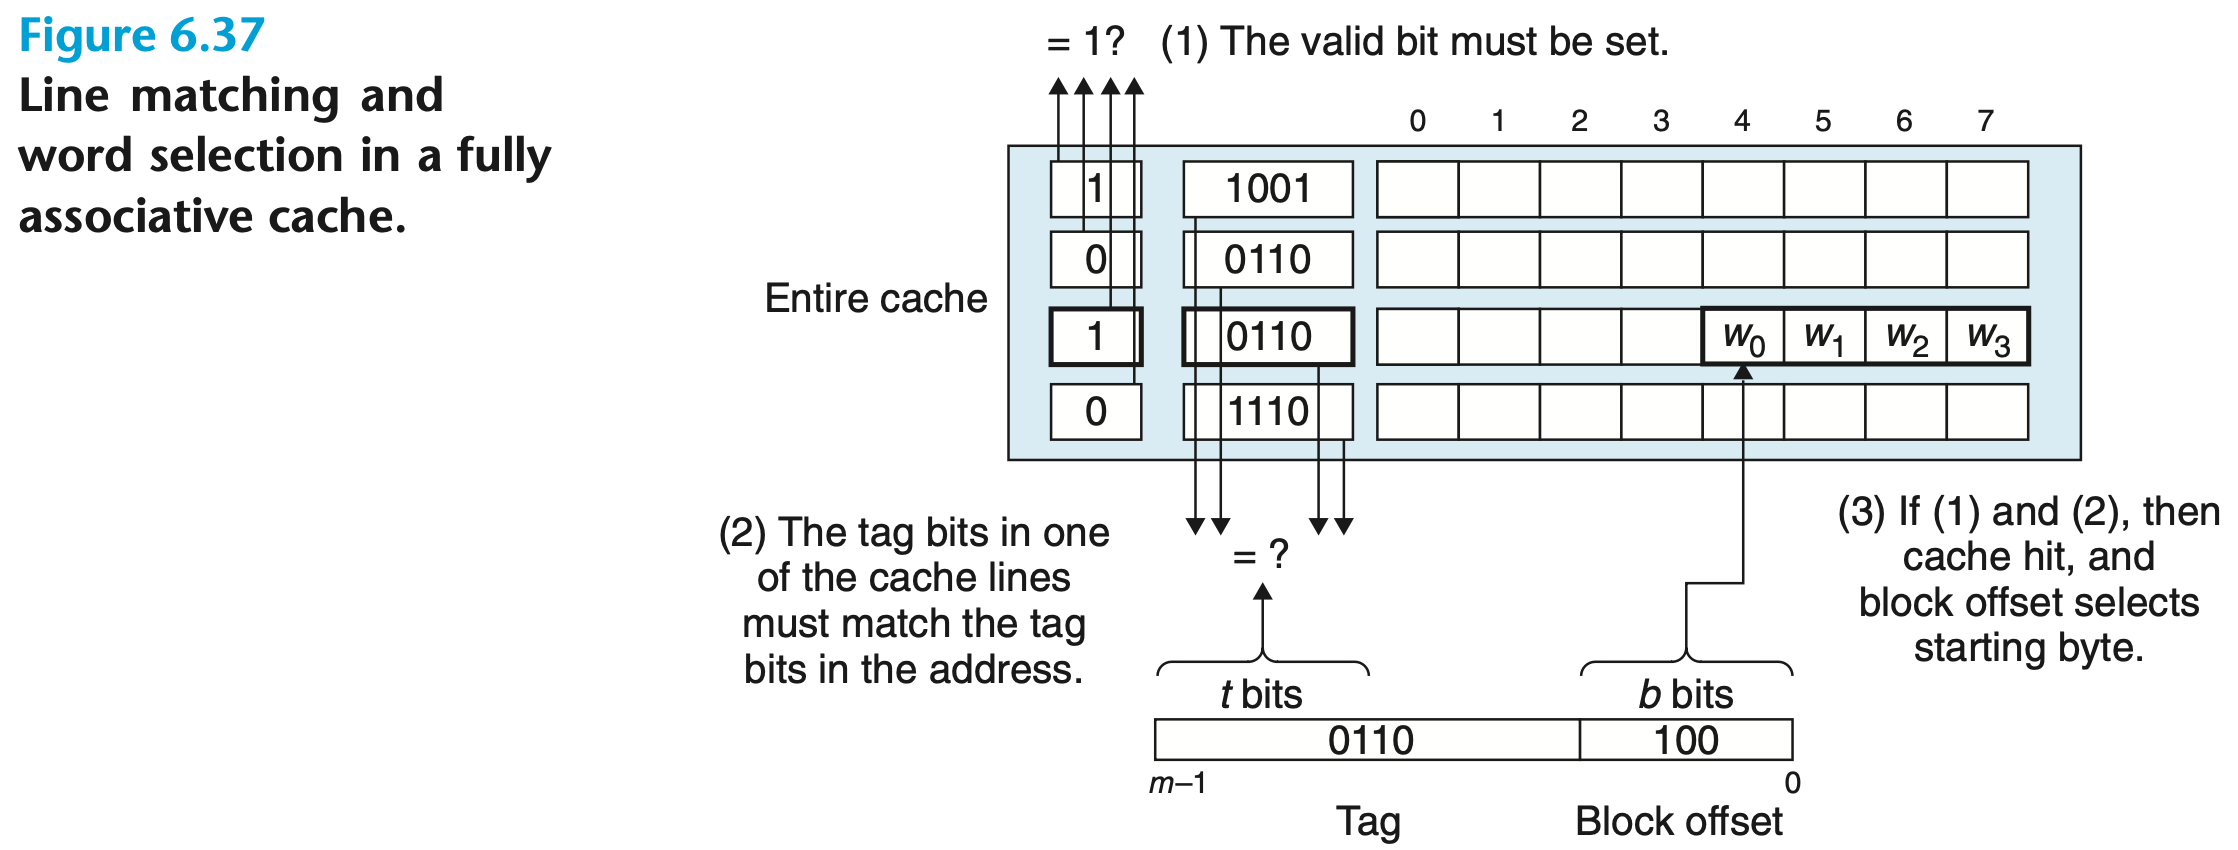 Figure 6.37
Line matching and
word selection in a fully
associative cache.
= 1? (1) The valid bit must be set.
0 1 2 3 4 5 6 7
1 1001
0 0110
Entire cache
1 0110 w0 w1 w2 w3
0 1110
(2) The tag bits in one
of the cache lines
must match the tag
bits in the address.
= ?
(3) If (1) and (2), then
cache hit, and
block offset selects
starting byte.
t bits b bits
0110 100
m–1 0
Tag Block offset